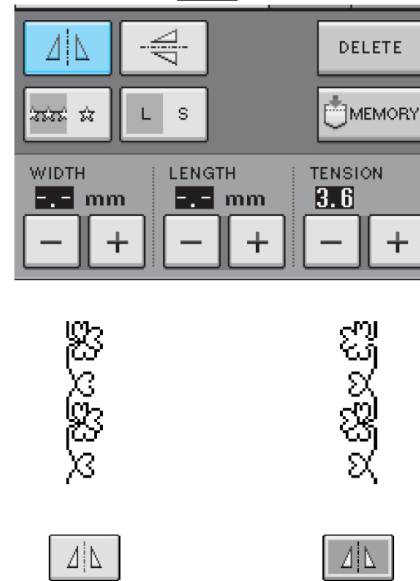 DELETE
L S
MEMORY
WIDTH LENGTH TENSION
-.- mm -.- mm 3.6
− + − + − +